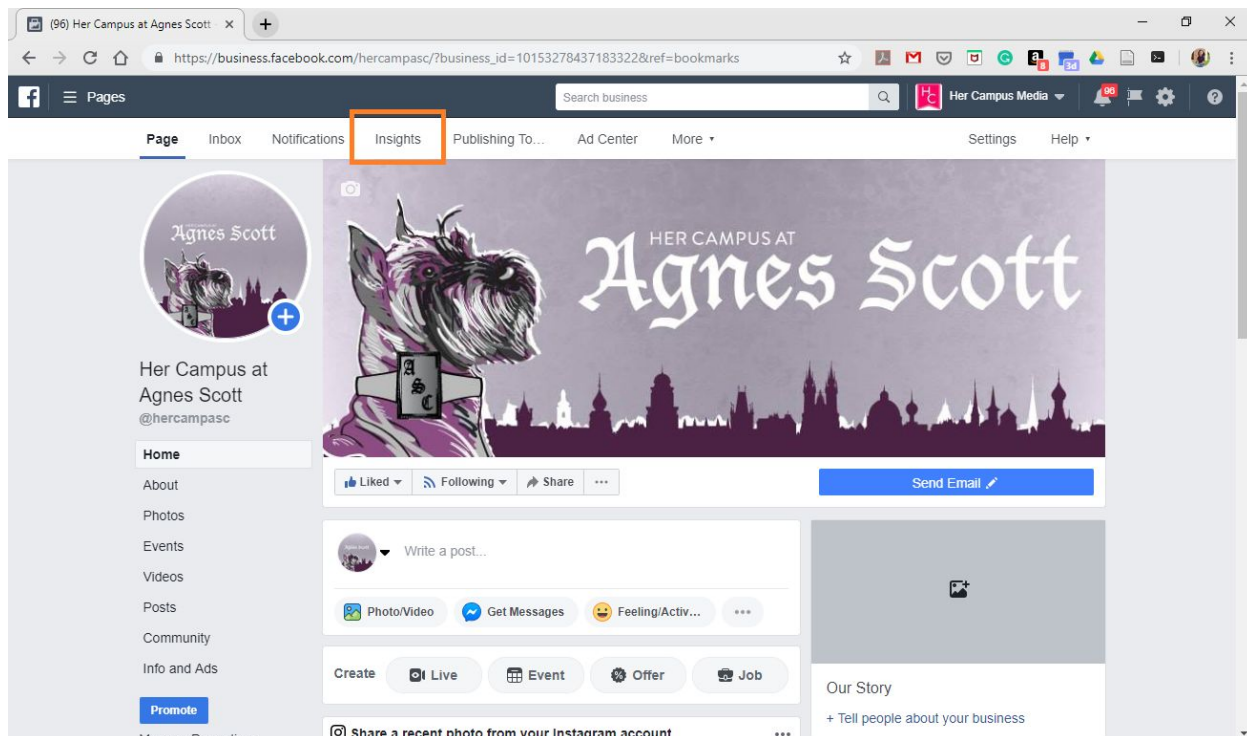 (96) Her Campus at Agnes Scott
https://business.facebook.com/hercampasc/?business_id=10153278437183322&ref=bookmarks
Pages
Search business
HC
Her Campus Media
96
Page Inbox Notifications Insights Publishing To... Ad Center More
Settings Help
Agnes Scott
HER CAMPUS AT
Agnes Scott
A
S
C
Her Campus at
Agnes Scott
@hercampasc
Home
About
Photos
Events
Videos
Posts
Community
Info and Ads
Promote
Liked Following Share ...
Send Email
Write a post...
Photo/Video Get Messages Feeling/Activ... ...
Create Live Event Offer Job
Share a recent photo from your Instagram account ...
Our Story
+ Tell people about your business